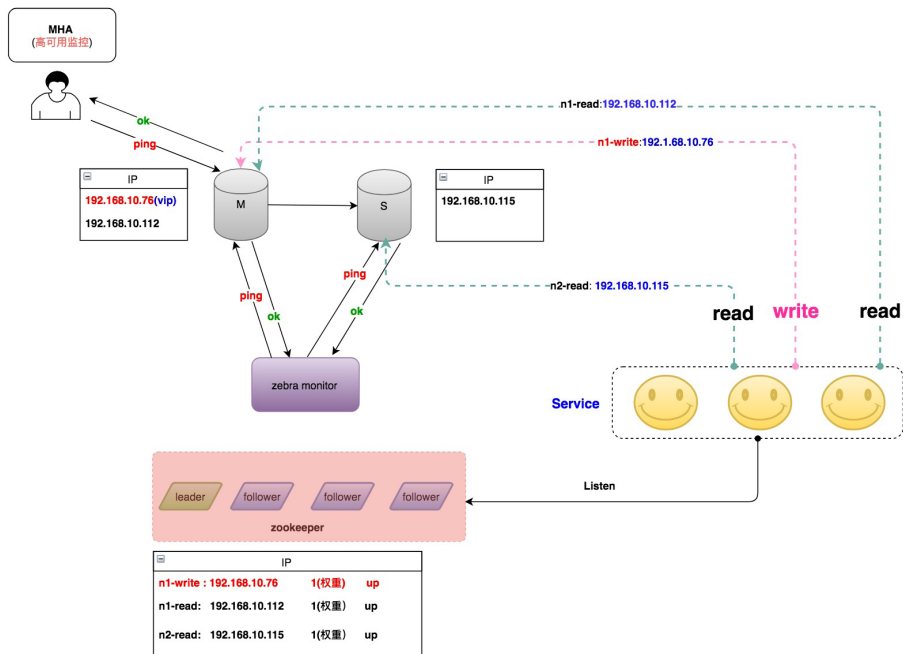 MHA
(高可用监控)
ok
ping
n1-read:192.168.10.112
n1-write:192.1.68.10.76
IP
192.168.10.76(vip)
192.168.10.112
M
S
IP
192.168.10.115
ping
ok
ping
ok
n2-read: 192.168.10.115
read
write
read
zebra monitor
Service
Listen
leader
follower
follower
follower
zookeeper
IP
n1-write : 192.168.10.76 1(权重) up
n1-read: 192.168.10.112 1(权重） up
n2-read: 192.168.10.115 1(权重） up